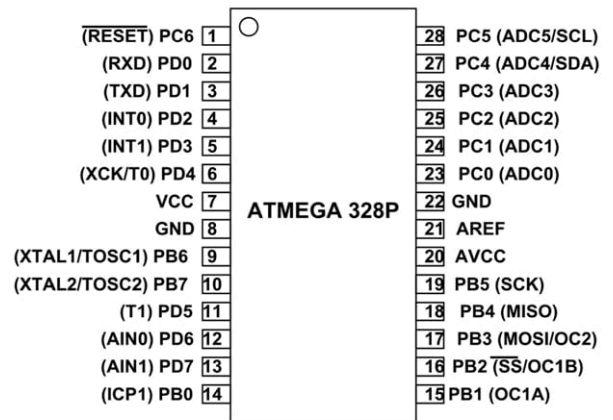 (RESET) PC6 1
(RXD) PD0 2
(TXD) PD1 3
(INT0) PD2 4
(INT1) PD3 5
(XCK/T0) PD4 6
VCC 7
GND 8
(XTAL1/TOSC1) PB6 9
(XTAL2/TOSC2) PB7 10
(T1) PD5 11
(AIN0) PD6 12
(AIN1) PD7 13
(ICP1) PB0 14
ATMEGA 328P
28 PC5 (ADC5/SCL)
27 PC4 (ADC4/SDA)
26 PC3 (ADC3)
25 PC2 (ADC2)
24 PC1 (ADC1)
23 PC0 (ADC0)
22 GND
21 AREF
20 AVCC
19 PB5 (SCK)
18 PB4 (MISO)
17 PB3 (MOSI/OC2)
16 PB2 (SS/OC1B)
15 PB1 (OC1A)